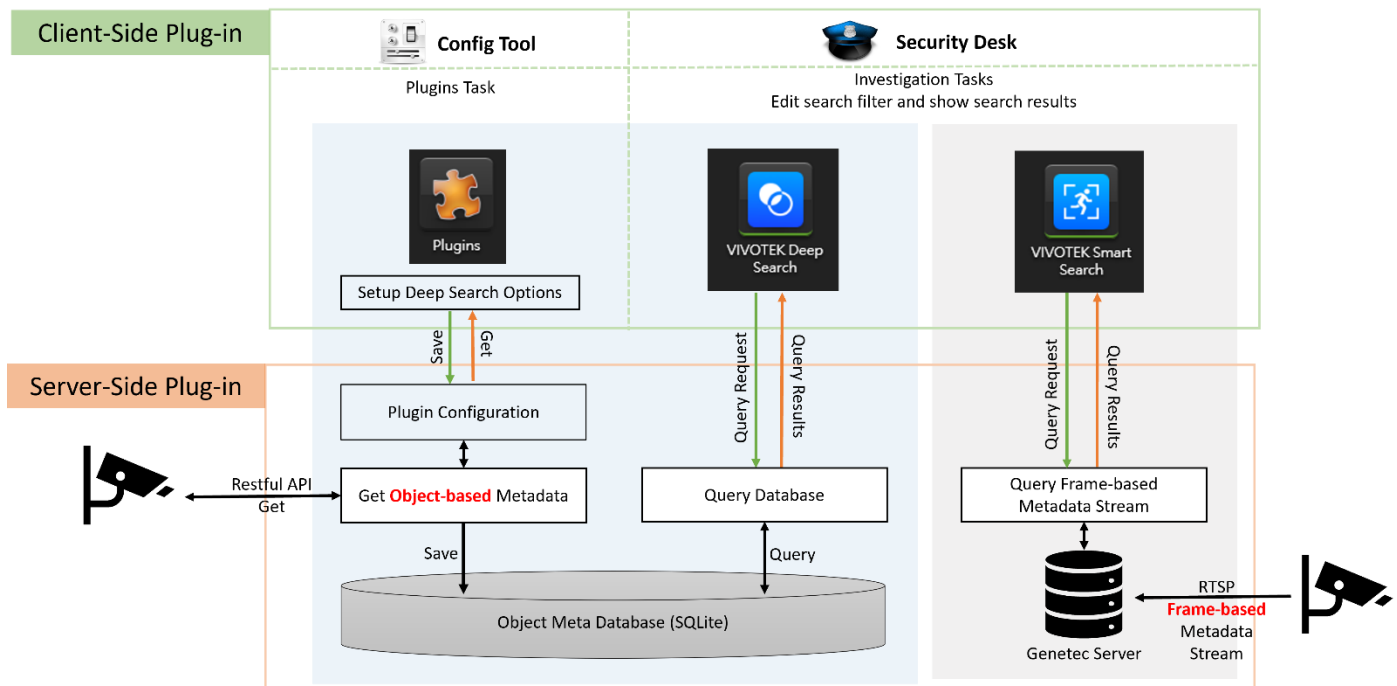 Client-Side Plug-in
Config Tool
Security Desk
Plugins Task
Investigation Tasks
Edit search filter and show search results
Plugins
VIVOTEK Deep
Search
VIVOTEK Smart
Search
Setup Deep Search Options
Save
Get
Query Request
Query Results
Query Request
Query Results
Server-Side Plug-in
Plugin Configuration
Restful API
Get
Get Object-based Metadata
Query Database
Query Frame-based
Metadata Stream
Save
Query
Object Meta Database (SQLite)
Genetec Server
RTSP
Frame-based
Metadata
Stream